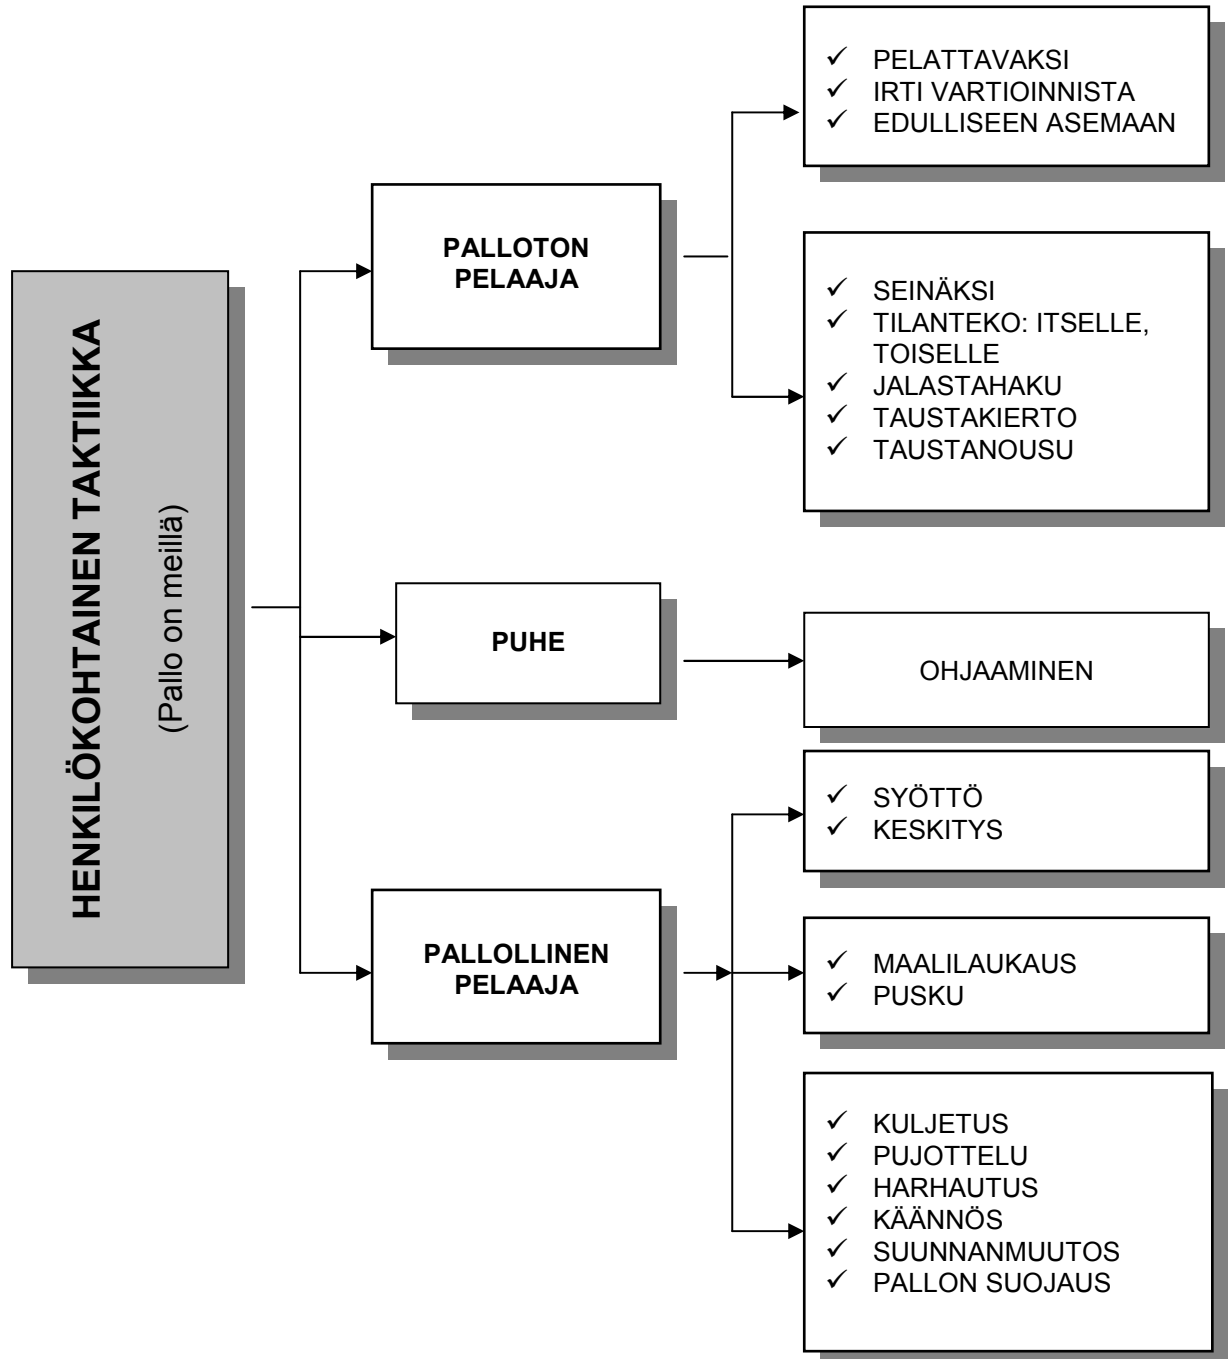 HENKILÖKOHTAINEN TAKTIIKKA
(Pallo on meillä)
PALLOTON
PELAAJA
✓ PELATTAVAKSI
✓ IRTI VARTIOINNISTA
✓ EDULLISEEN ASEMAAN
✓ SEINÄKSI
✓ TILANTEKO: ITSELLE,
TOISELLE
✓ JALASTAHAKU
✓ TAUSTAKIERTO
✓ TAUSTANOUSU
PUHE
OHJAAMINEN
PALLOLLINEN
PELAAJA
✓ SYÖTTÖ
✓ KESKITYS
✓ MAALILAUKAUS
✓ PUSKU
✓ KULJETUS
✓ PUJOTTELU
✓ HARHAUTUS
✓ KÄÄNNÖS
✓ SUUNNANMUUTOS
✓ PALLON SUOJAUS